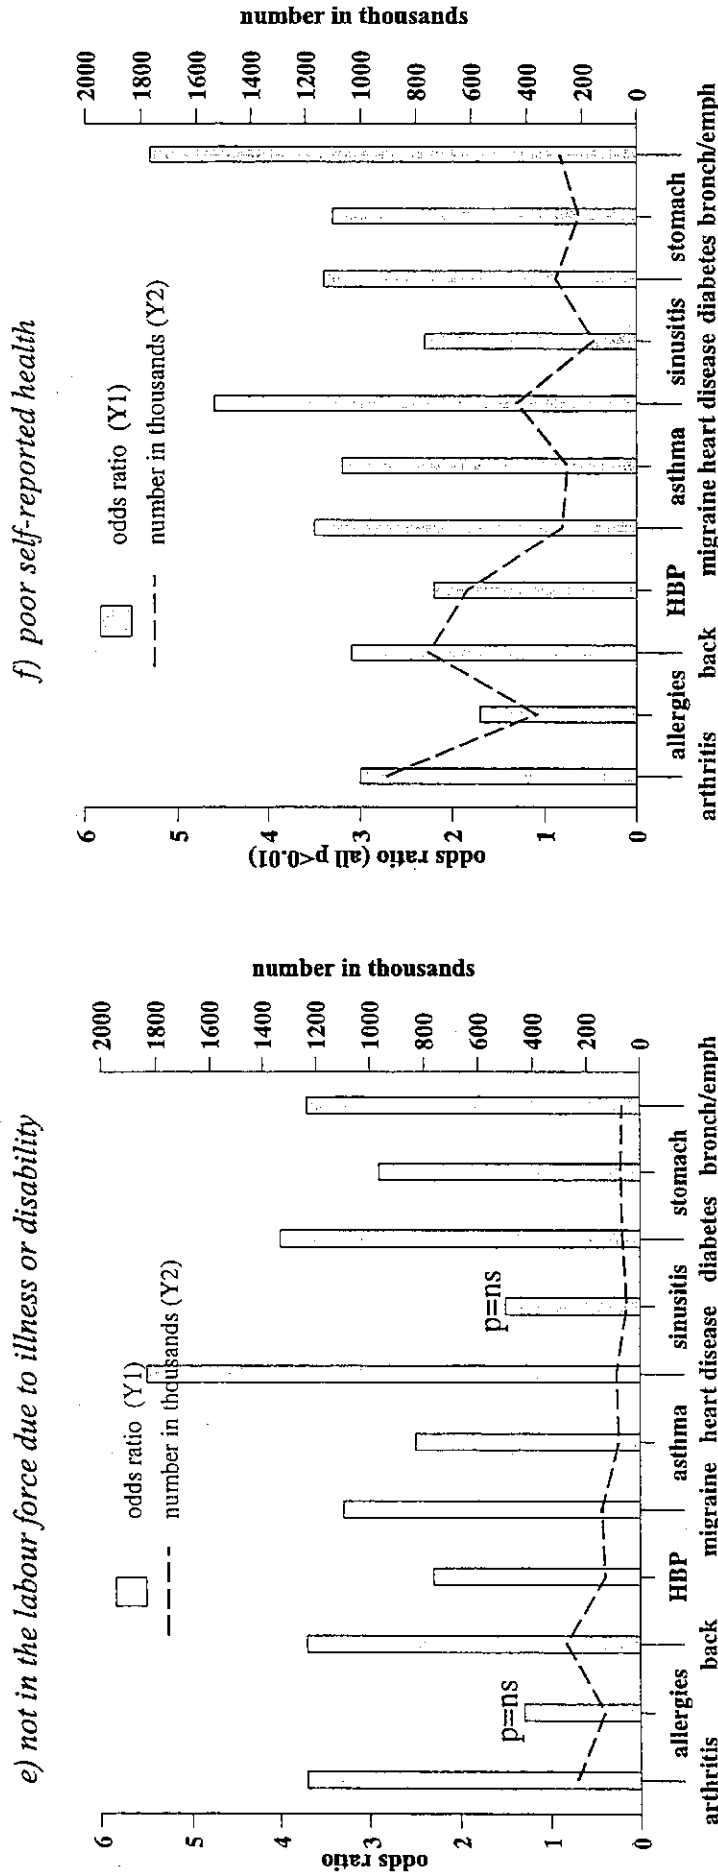 e) not in the labour force due to illness or disability
odds ratio (Y1)
number in thousands (Y2)
odds ratio
6
5
4
3
2
1
0
p=ns
p=ns
number in thousands
2000
1800
1600
1400
1200
1000
800
600
400
200
0
allergies HBP asthma sinusitis stomach
arthritis back migraine heart disease diabetes bronch/emph
f) poor self-reported health
odds ratio (Y1)
number in thousands (Y2)
odds ratio (all p<0.01)
6
5
4
3
2
1
0
number in thousands
2000
1800
1600
1400
1200
1000
800
600
400
200
0
allergies HBP asthma sinusitis stomach
arthritis back migraine heart disease diabetes bronch/emph